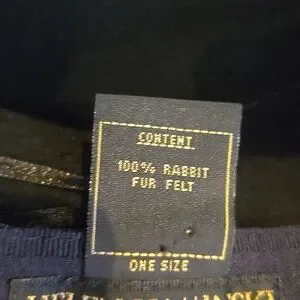 CONTENT
100% RABBIT
FUR FELT
ONE SIZE